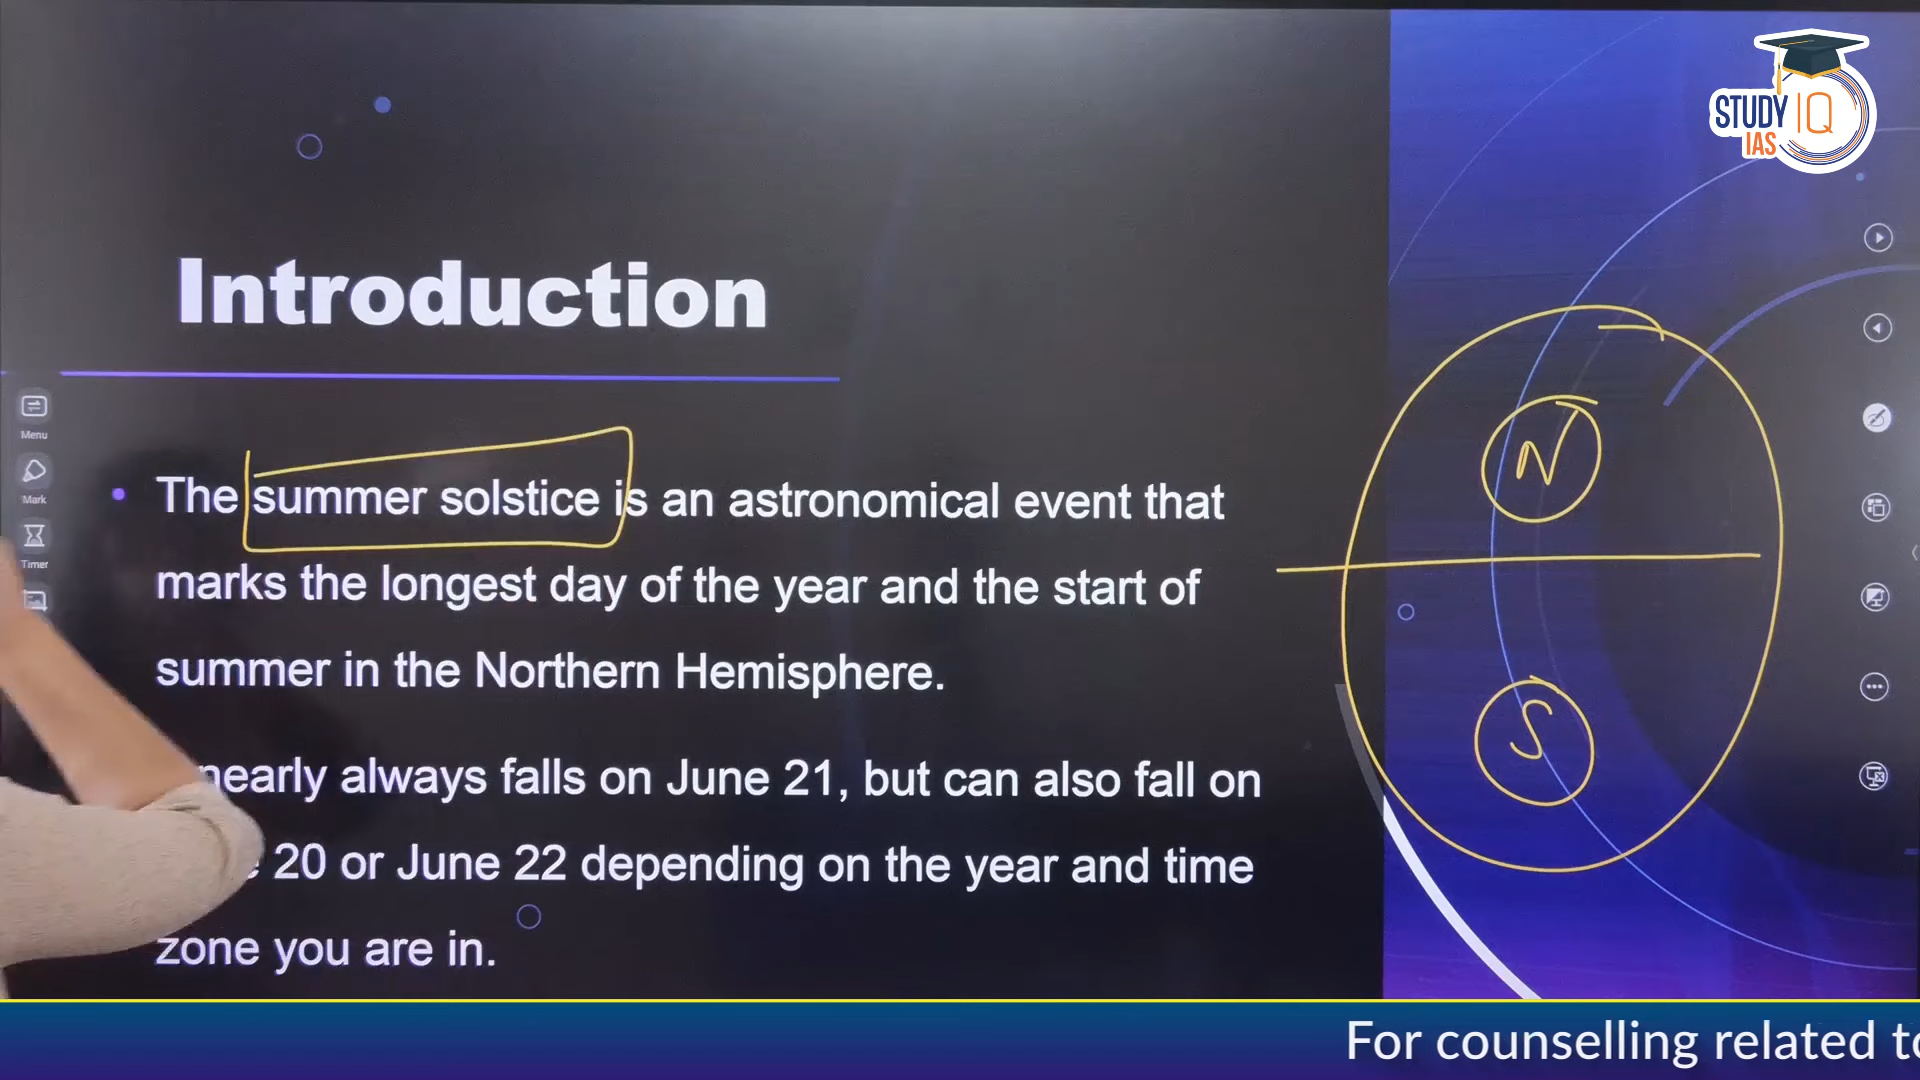 STUDY IQ
IAS
Introduction
Menu
Mark
Timer
N
S
The summer solstice is an astronomical event that
marks the longest day of the year and the start of
summer in the Northern Hemisphere.
nearly always falls on June 21, but can also fall on
20 or June 22 depending on the year and time
zone you are in.
For counselling related to